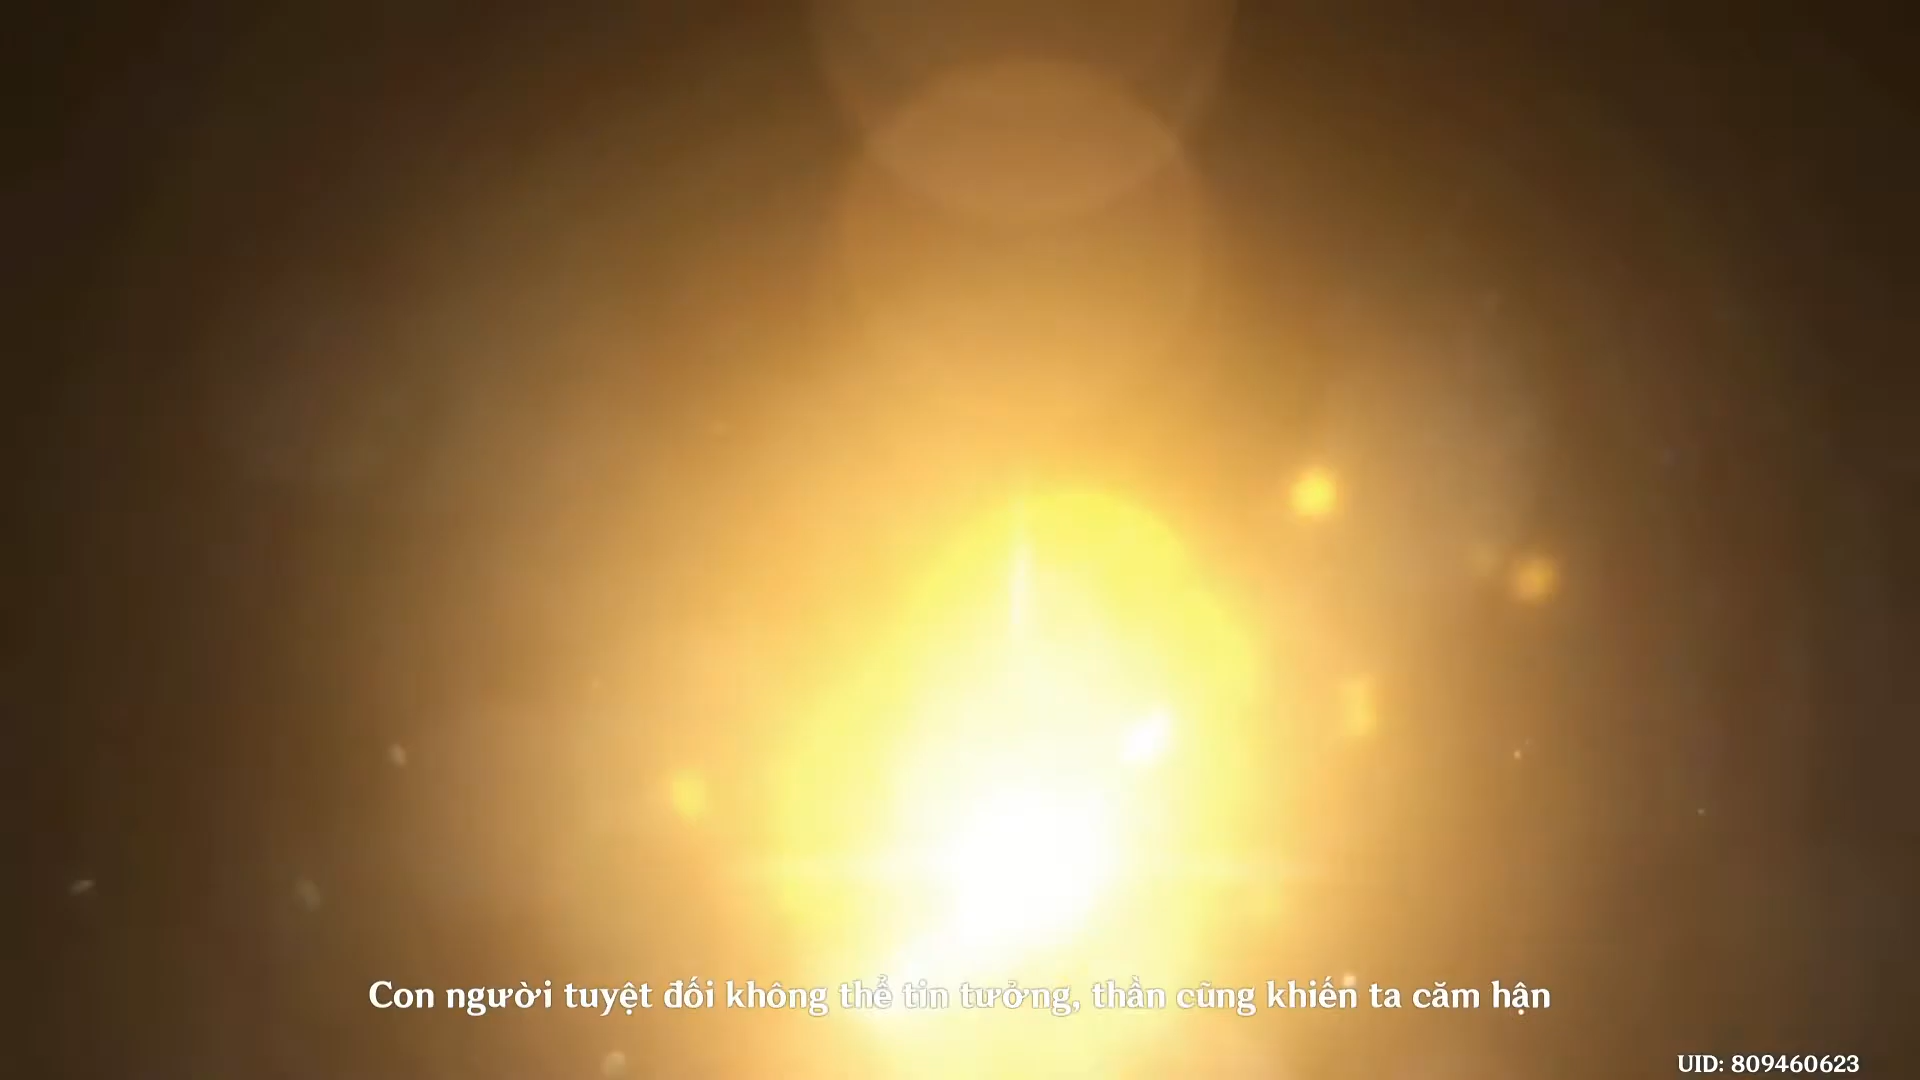 Con người tuyệt đối không thể tin tưởng, thần cũng khiến ta căm hận
UID: 809460623